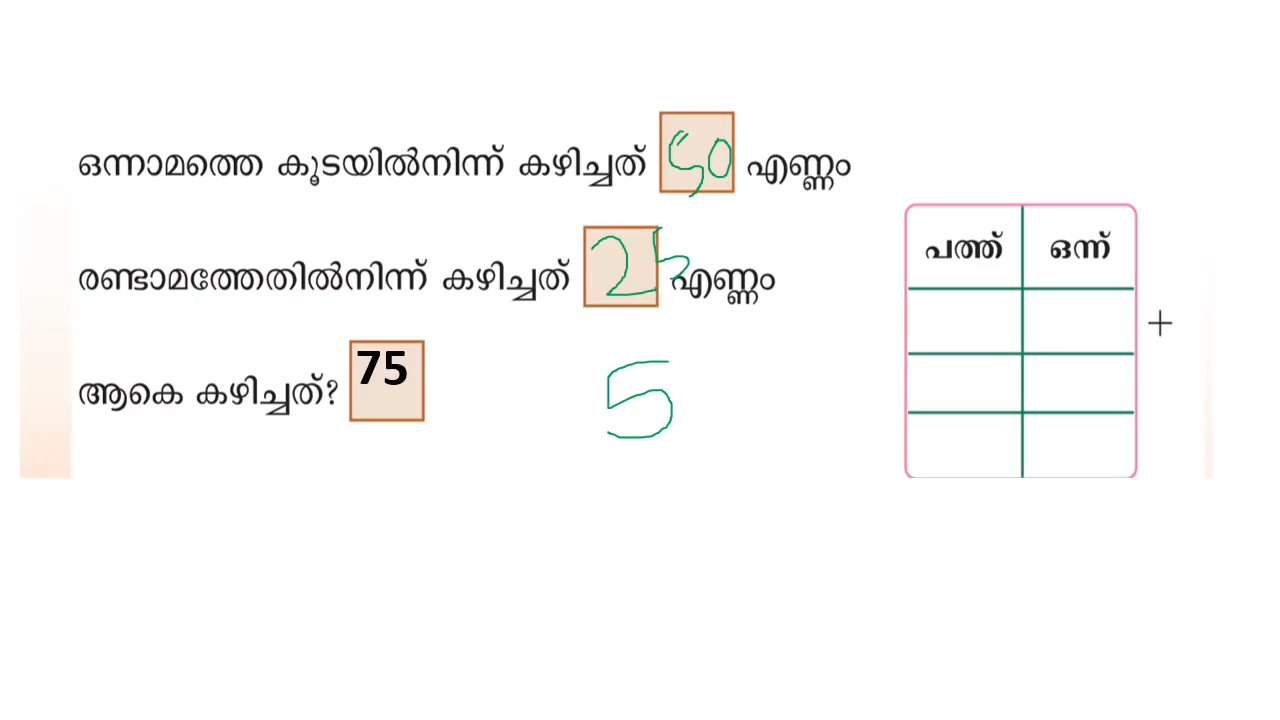 ഒന്നാമത്തെ കൂടയിൽനിന്ന് കഴിച്ചത് 50 എണ്ണം
രണ്ടാമത്തേതിൽനിന്ന് കഴിച്ചത് 25 എണ്ണം
ആകെ കഴിച്ചത്? 75
5
പത്ത് ഒന്ന്
+